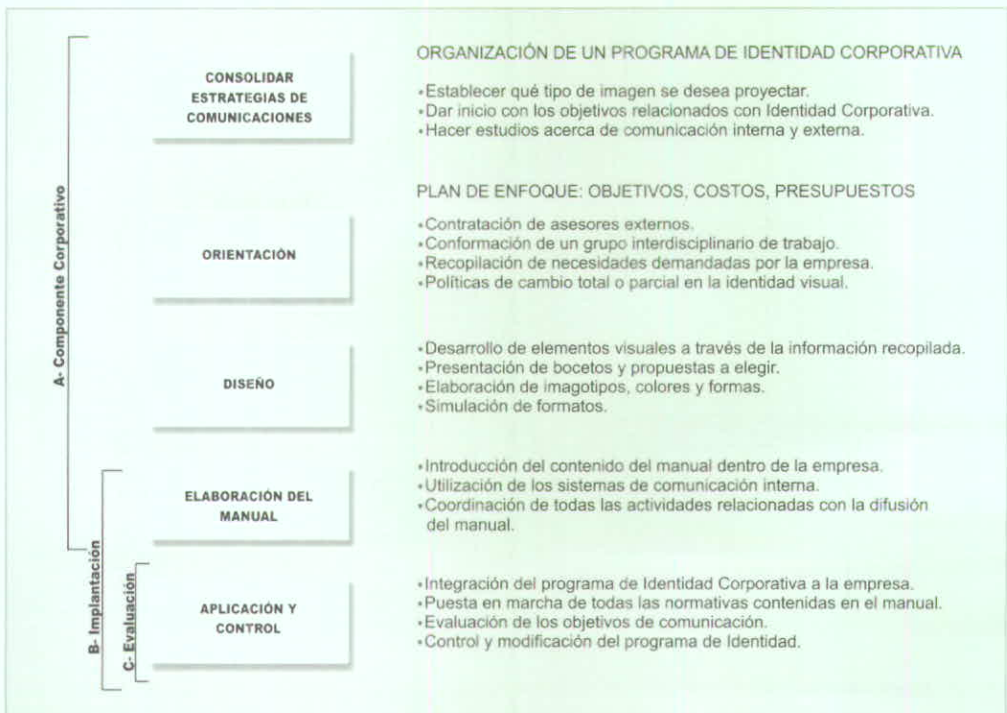 ORGANIZACIÓN DE UN PROGRAMA DE IDENTIDAD CORPORATIVA
CONSOLIDAR
ESTRATEGIAS DE
COMUNICACIONES
•Establecer qué tipo de imagen se desea proyectar.
•Dar inicio con los objetivos relacionados con Identidad Corporativa.
•Hacer estudios acerca de comunicación interna y externa.
PLAN DE ENFOQUE: OBJETIVOS, COSTOS, PRESUPUESTOS
ORIENTACIÓN
•Contratación de asesores externos.
•Conformación de un grupo interdisciplinario de trabajo.
•Recopilación de necesidades demandadas por la empresa.
•Políticas de cambio total o parcial en la identidad visual.
A- Componente Corporativo
DISEÑO
•Desarrollo de elementos visuales a través de la información recopilada.
•Presentación de bocetos y propuestas a elegir.
•Elaboración de imagotipos, colores y formas.
•Simulación de formatos.
ELABORACIÓN DEL
MANUAL
•Introducción del contenido del manual dentro de la empresa.
•Utilización de los sistemas de comunicación interna.
•Coordinación de todas las actividades relacionadas con la difusión
del manual.
B- Implantación
C- Evaluación
APLICACIÓN Y
CONTROL
•Integración del programa de Identidad Corporativa a la empresa.
•Puesta en marcha de todas las normativas contenidas en el manual.
•Evaluación de los objetivos de comunicación.
•Control y modificación del programa de Identidad.